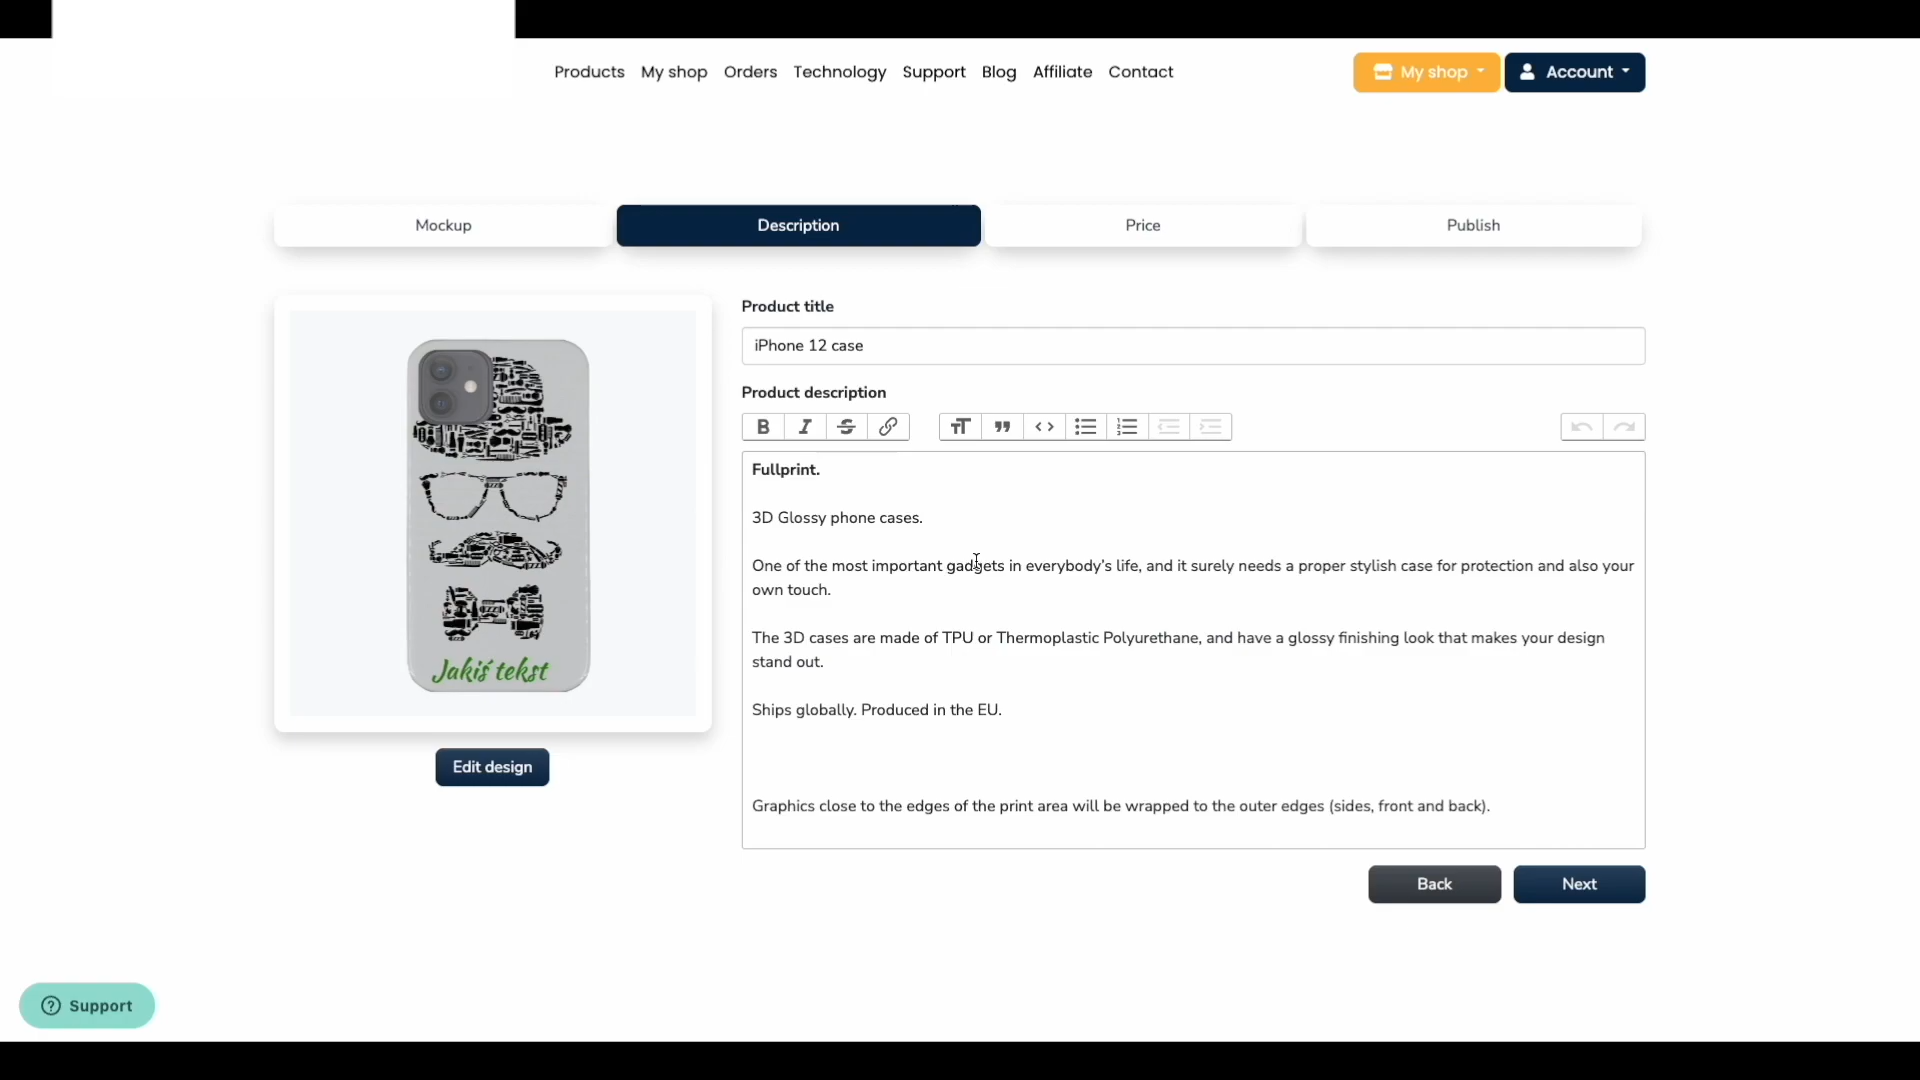 Products My shop Orders Technology Support Blog Affiliate Contact
My shop
Account
Mockup
Description
Price
Publish
Product title
iPhone 12 case
Product description
Fullprint.
3D Glossy phone cases.
One of the most important gadgets in everybody's life, and it surely needs a proper stylish case for protection and also your
own touch.
The 3D cases are made of TPU or Thermoplastic Polyurethane, and have a glossy finishing look that makes your design
stand out.
Ships globally. Produced in the EU.
Graphics close to the edges of the print area will be wrapped to the outer edges (sides, front and back).
Jakiś tekst
Edit design
Back
Next
Support